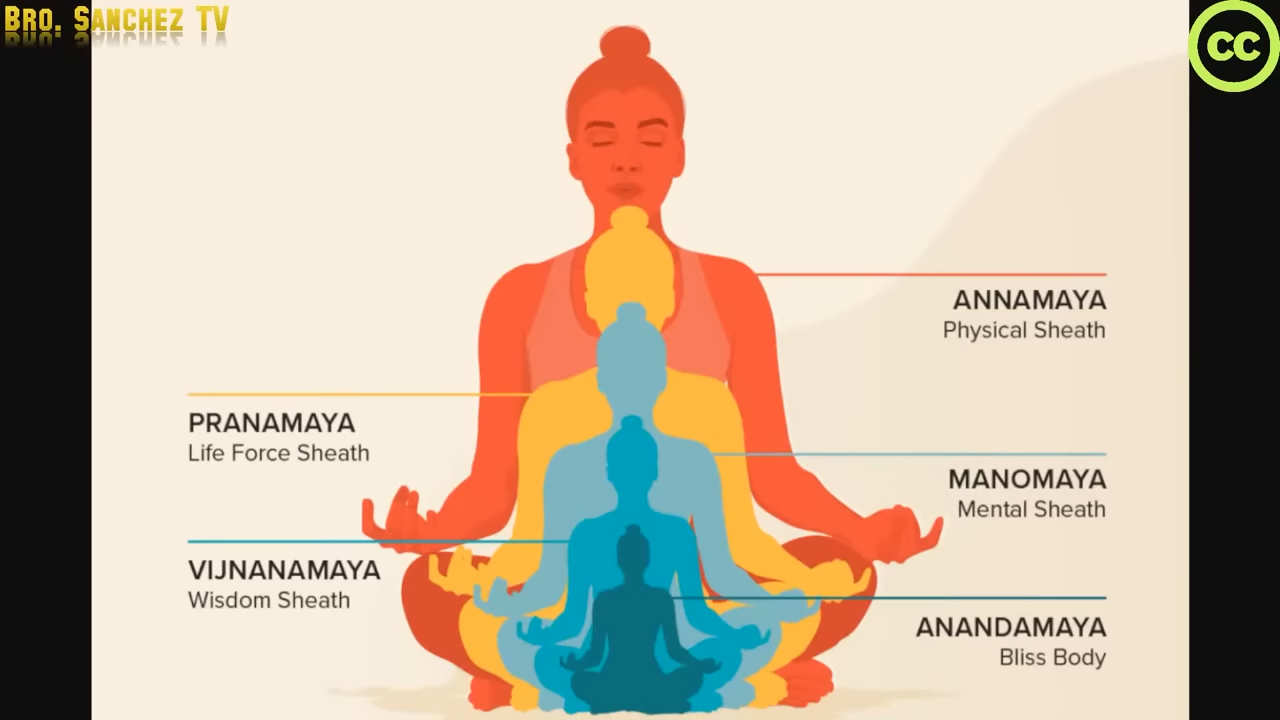 Bro. Sanchez TV
CC
ANNAMAYA
Physical Sheath
PRANAMAYA
Life Force Sheath
MANOMAYA
Mental Sheath
VIJNANAMAYA
Wisdom Sheath
ANANDAMAYA
Bliss Body